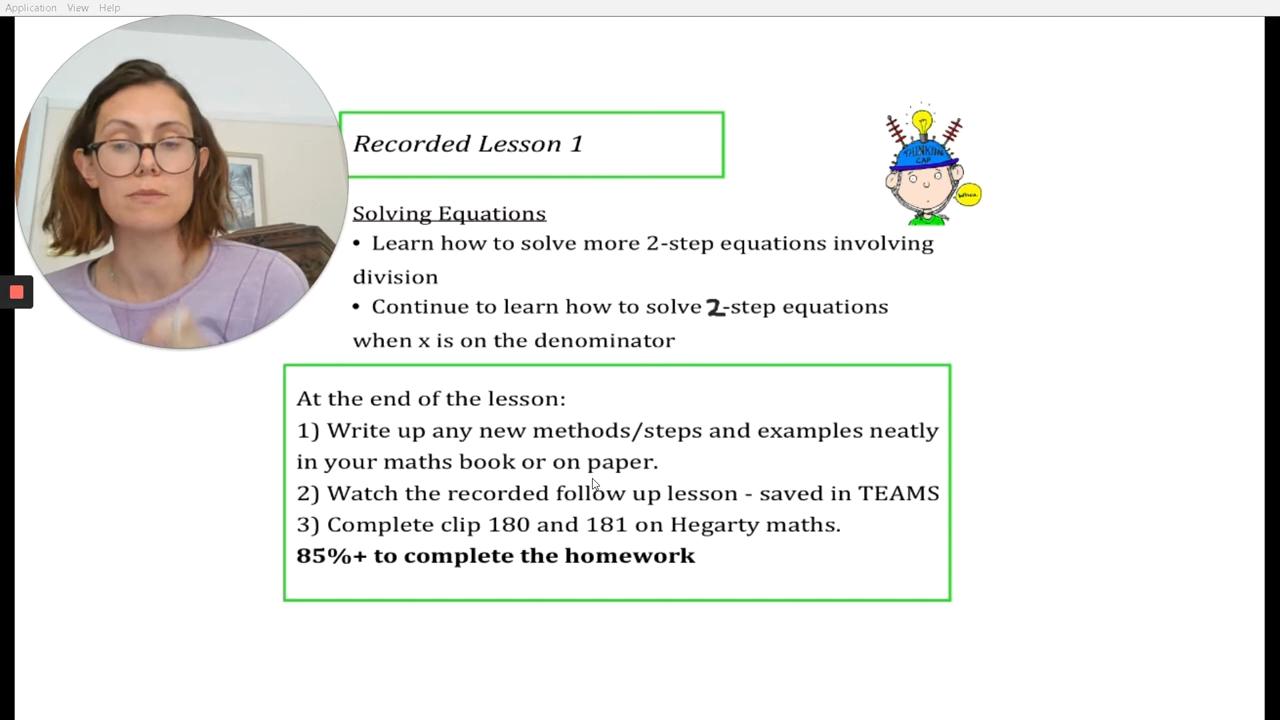 Application View Help
Recorded Lesson 1
THINKING
CAP
Solving Equations
• Learn how to solve more 2-step equations involving
division
• Continue to learn how to solve 2-step equations
when x is on the denominator
At the end of the lesson:
1) Write up any new methods/steps and examples neatly
in your maths book or on paper.
2) Watch the recorded follow up lesson - saved in TEAMS
3) Complete clip 180 and 181 on Hegarty maths.
85%+ to complete the homework